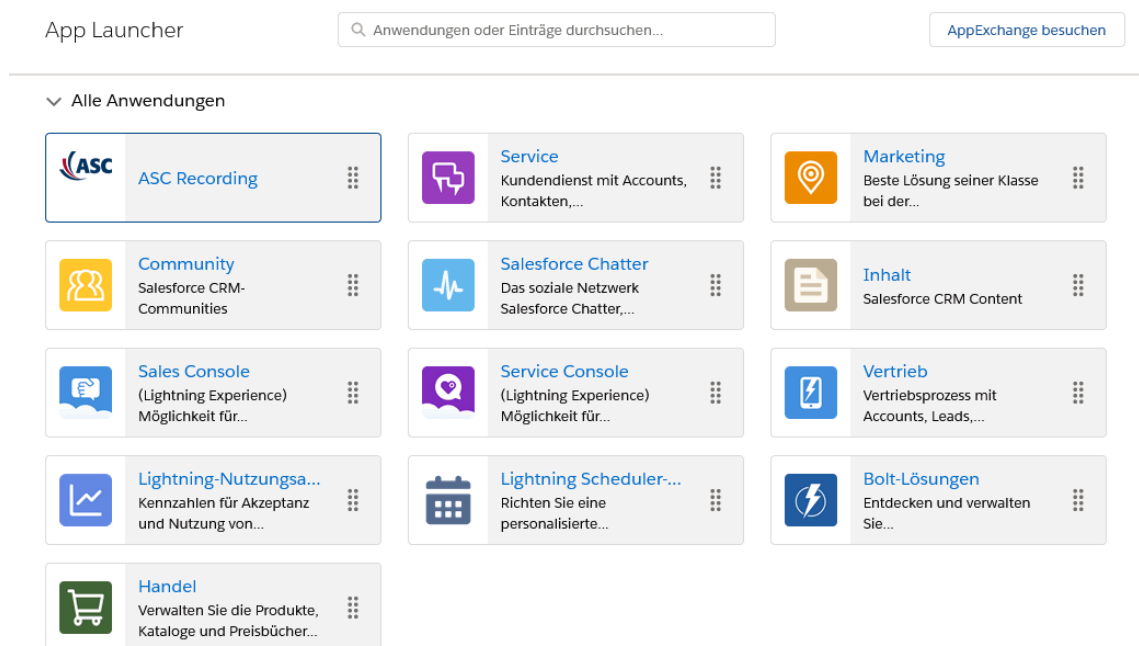 App Launcher
Anwendungen oder Einträge durchsuchen...
AppExchange besuchen
Alle Anwendungen
ASC
ASC Recording
Service
Kundendienst mit Accounts,
Kontakten,...
Marketing
Beste Lösung seiner Klasse
bei der...
Community
Salesforce CRM-
Communities
Salesforce Chatter
Das soziale Netzwerk
Salesforce Chatter,...
Inhalt
Salesforce CRM Content
Sales Console
(Lightning Experience)
Möglichkeit für...
Service Console
(Lightning Experience)
Möglichkeit für...
Vertrieb
Vertriebsprozess mit
Accounts, Leads,...
Lightning-Nutzungsa...
Kennzahlen für Akzeptanz
und Nutzung von...
Lightning Scheduler-...
Richten Sie eine
personalisierte...
Bolt-Lösungen
Entdecken und verwalten
Sie...
Handel
Verwalten Sie die Produkte,
Kataloge und Preisbücher...